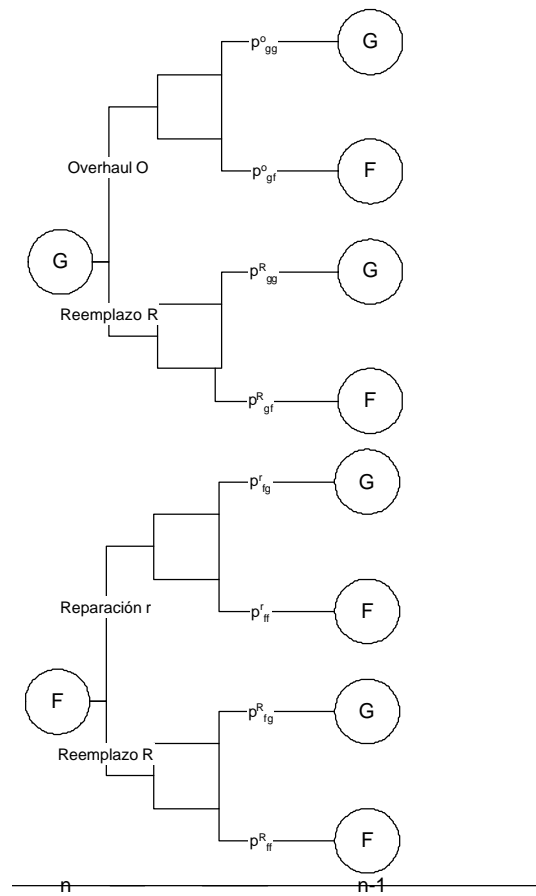 p^o_gg
G
Overhaul O
p^o_gf
F
G
p^R_gg
G
Reemplazo R
p^R_gf
F
p^r_fg
G
Reparación r
p^r_ff
F
F
p^R_fg
G
Reemplazo R
p^R_ff
F
n
n-1